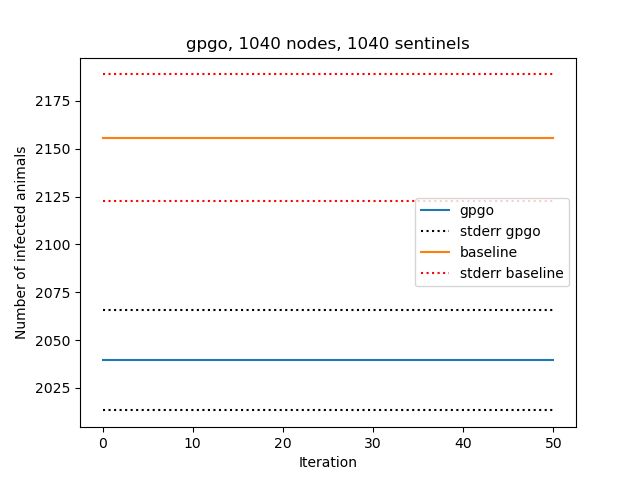 gpgo, 1040 nodes, 1040 sentinels
Number of infected animals
2175
2150
2125
2100
2075
2050
2025
gpgo
stderr gpgo
baseline
stderr baseline
0 10 20 30 40 50
Iteration